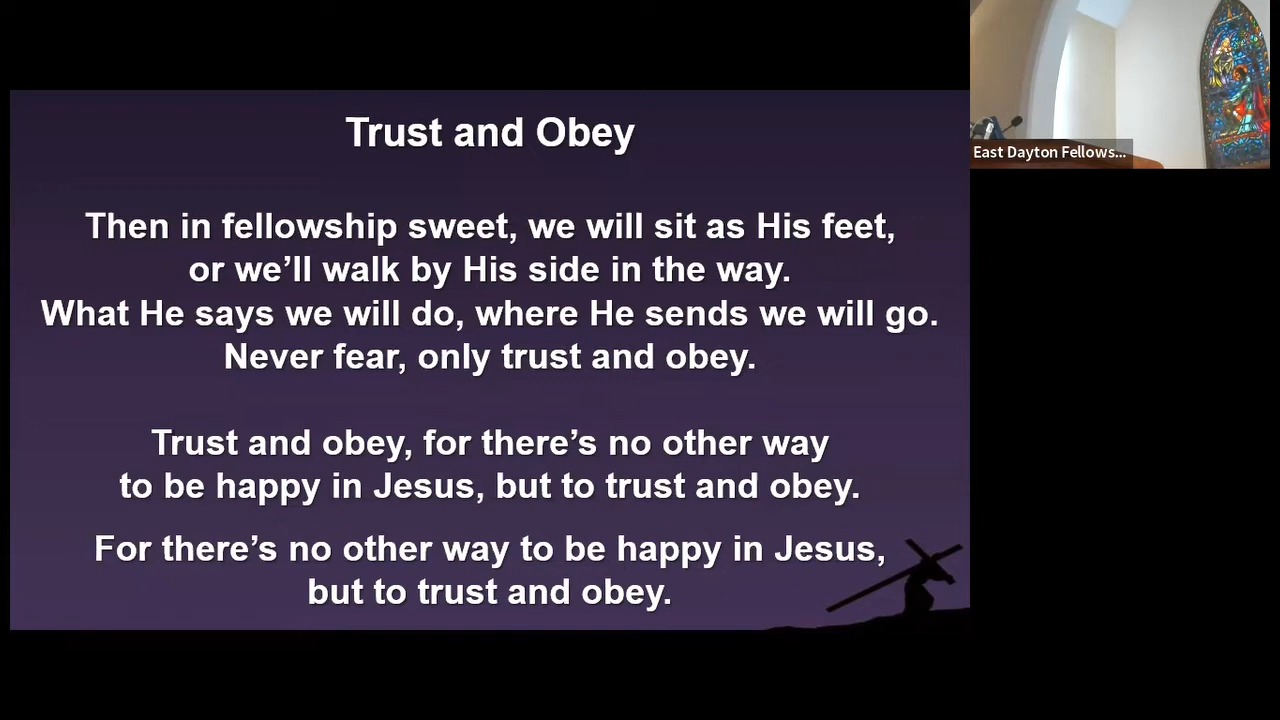 Trust and Obey
Then in fellowship sweet, we will sit as His feet,
or we’ll walk by His side in the way.
What He says we will do, where He sends we will go.
Never fear, only trust and obey.
Trust and obey, for there’s no other way
to be happy in Jesus, but to trust and obey.
For there’s no other way to be happy in Jesus,
but to trust and obey.
East Dayton Fellows...